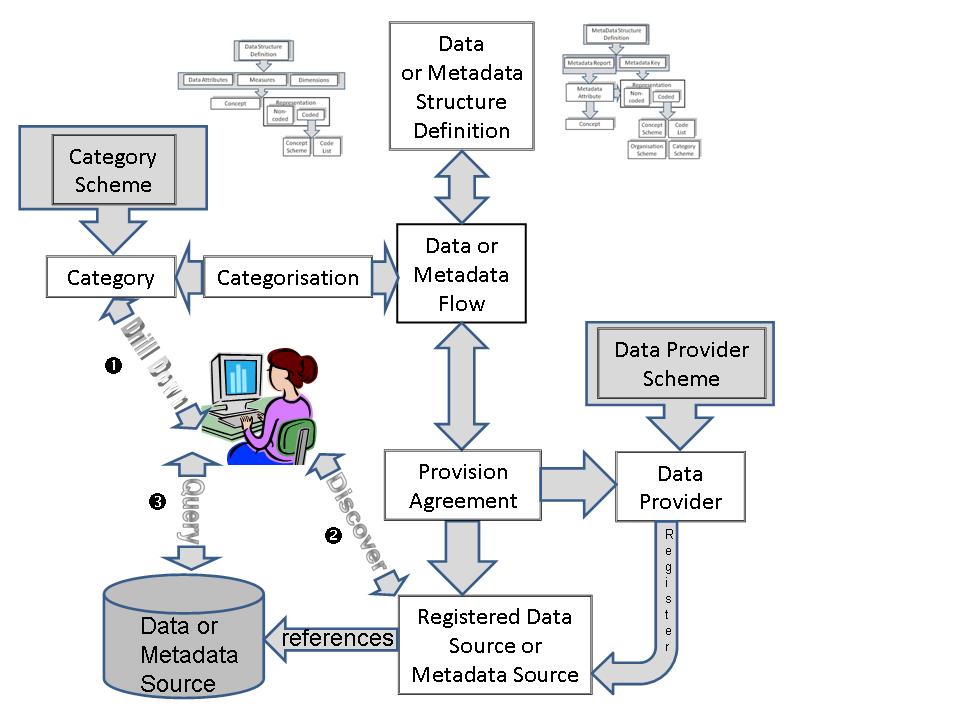 Data
or Metadata
Structure
Definition
Data Structure
Definition
Data Attributes
Measures
Dimensions
Concept
Representation
Non-
coded
Coded
Concept
Scheme
Code
List
MetaData Structure
Definition
Metadata Report
Metadata Key
Metadata
Attribute
Representation
Non-
coded
Coded
Concept
Concept
Scheme
Code
List
Organisation
Scheme
Category
Scheme
Category
Scheme
Category
Categorisation
Data or
Metadata
Flow
❶
Drill Down
Data Provider
Scheme
Provision
Agreement
Data
Provider
❸
Query
❷
Discover
Register
Data or
Metadata
Source
references
Registered Data
Source or
Metadata Source